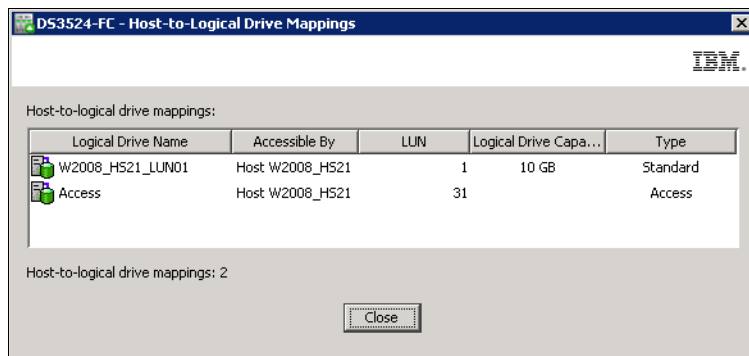 DS3524-FC - Host-to-Logical Drive Mappings
IBM.
Host-to-logical drive mappings:
Logical Drive Name Accessible By LUN Logical Drive Capa... Type
W2008_HS21_LUN01 Host W2008_HS21 1 10 GB Standard
Access Host W2008_HS21 31 Access
Host-to-logical drive mappings: 2
Close